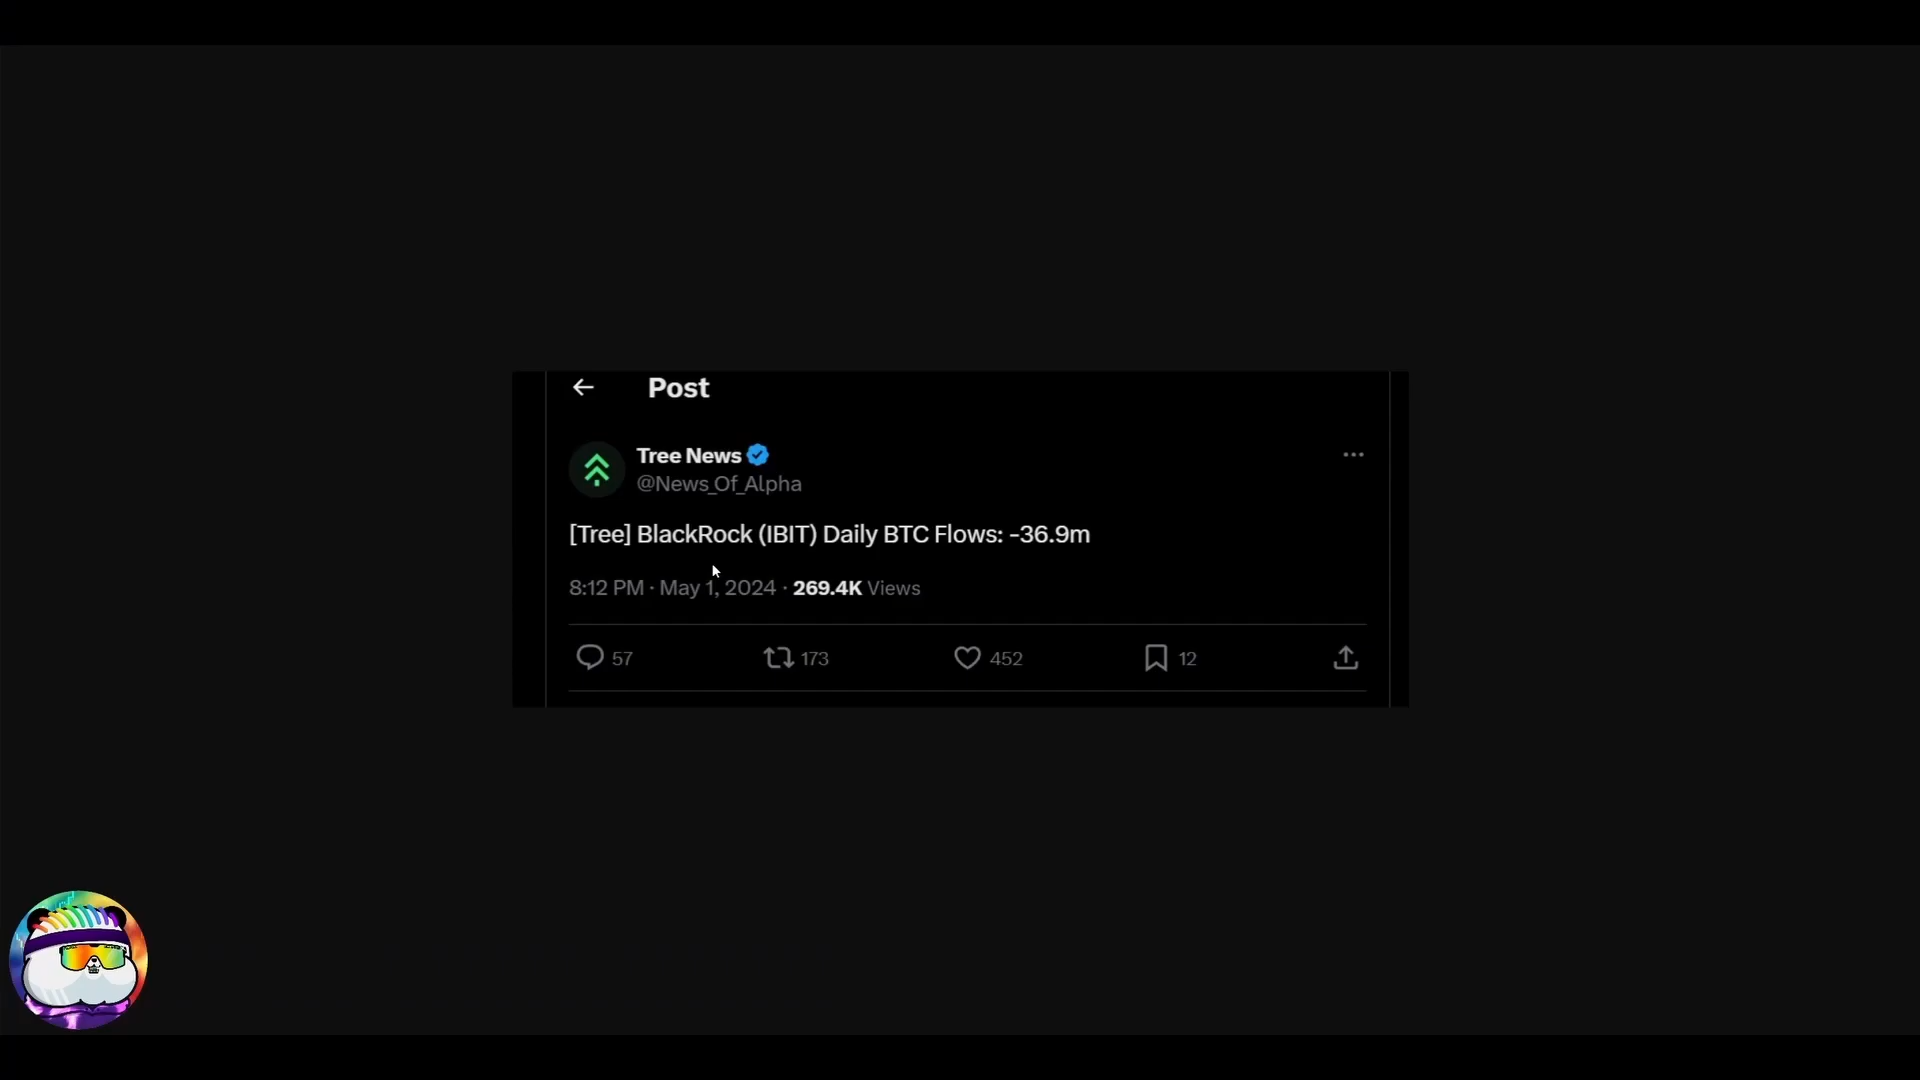 Post
Tree News
@News_Of_Alpha
[Tree] BlackRock (IBIT) Daily BTC Flows: -36.9m
8:12 PM · May 1, 2024 · 269.4K Views
57 173 452 12